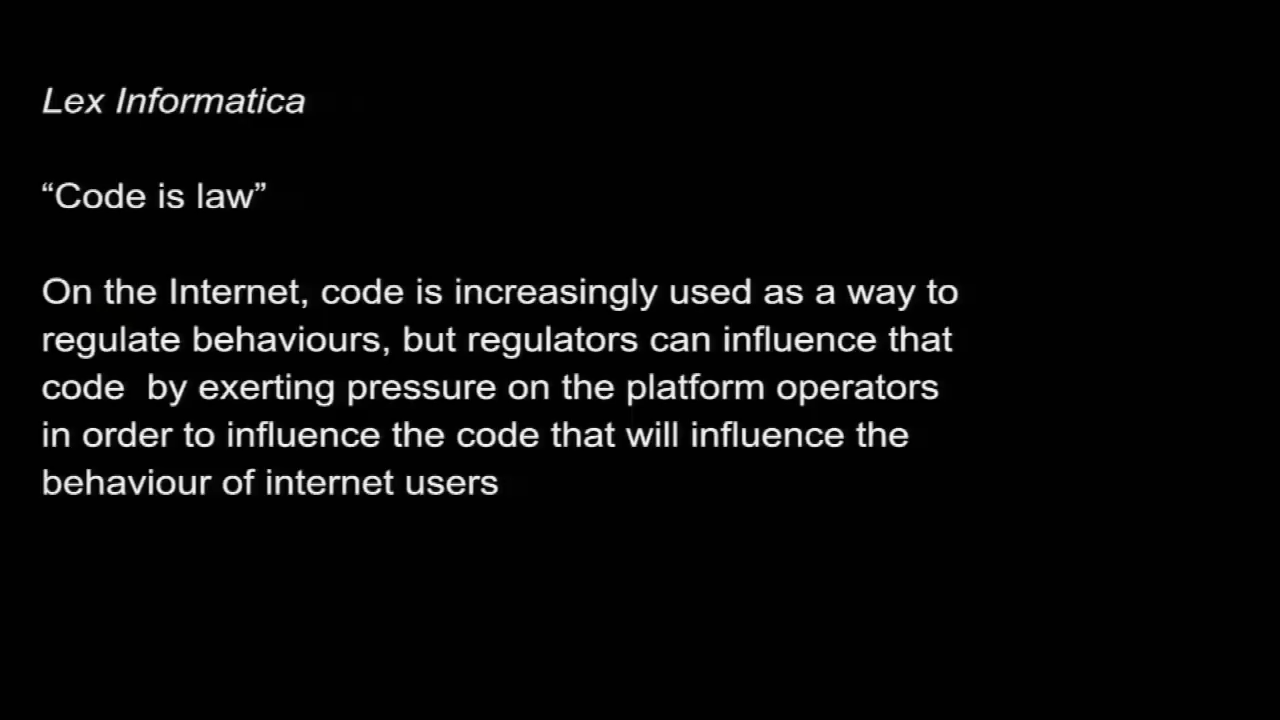 Lex Informatica
“Code is law”
On the Internet, code is increasingly used as a way to
regulate behaviours, but regulators can influence that
code  by exerting pressure on the platform operators
in order to influence the code that will influence the
behaviour of internet users